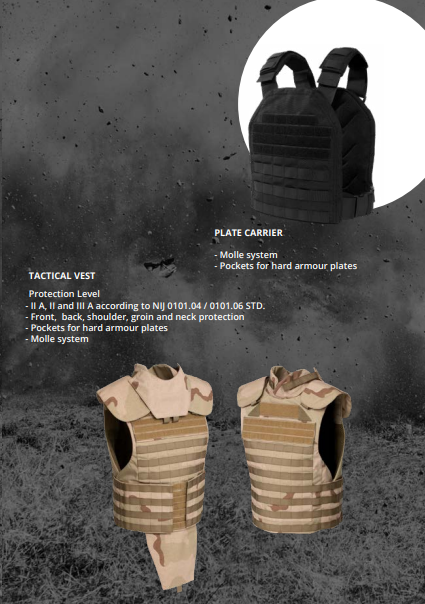 PLATE CARRIER
- Molle system
- Pockets for hard armour plates
TACTICAL VEST
Protection Level
- II A, II and III A according to NIJ 0101.04 / 0101.06 STD.
- Front, back, shoulder, groin and neck protection
- Pockets for hard armour plates
- Molle system